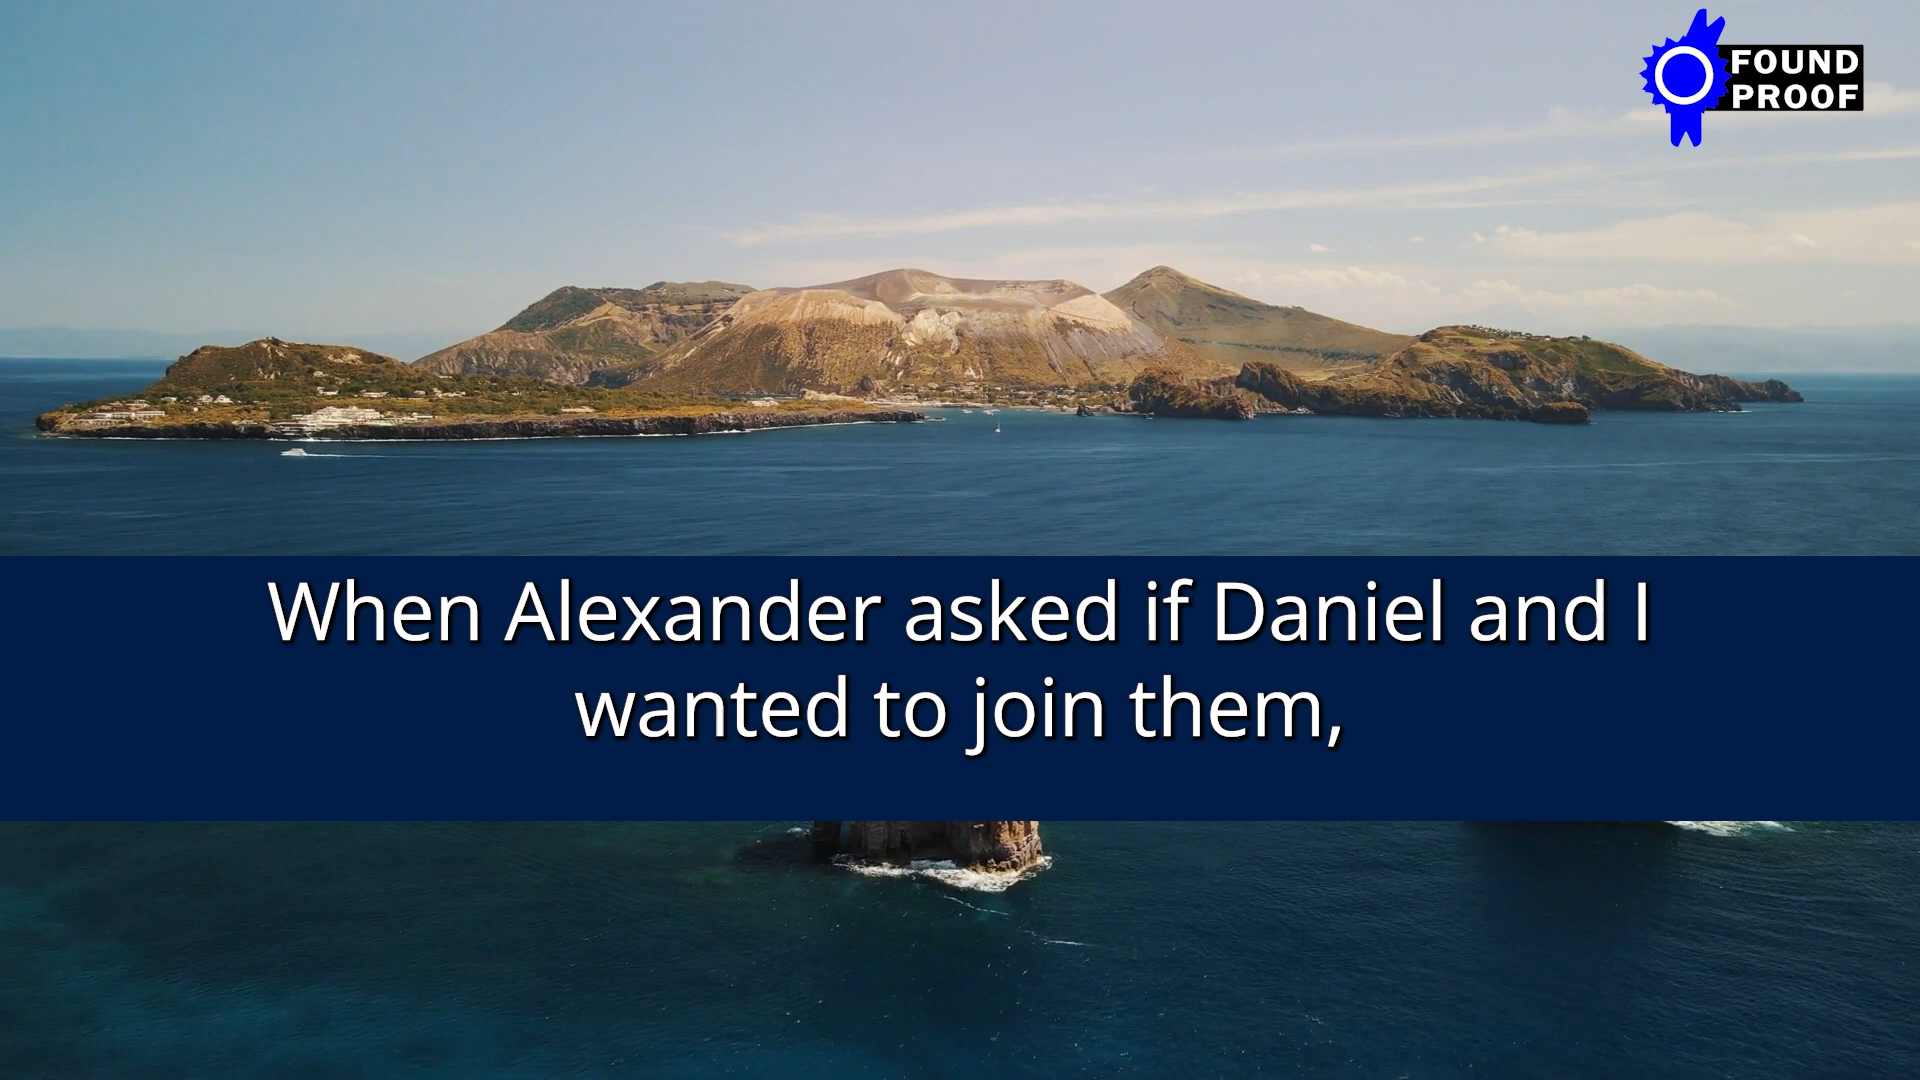 FOUND
PROOF
When Alexander asked if Daniel and I
wanted to join them,